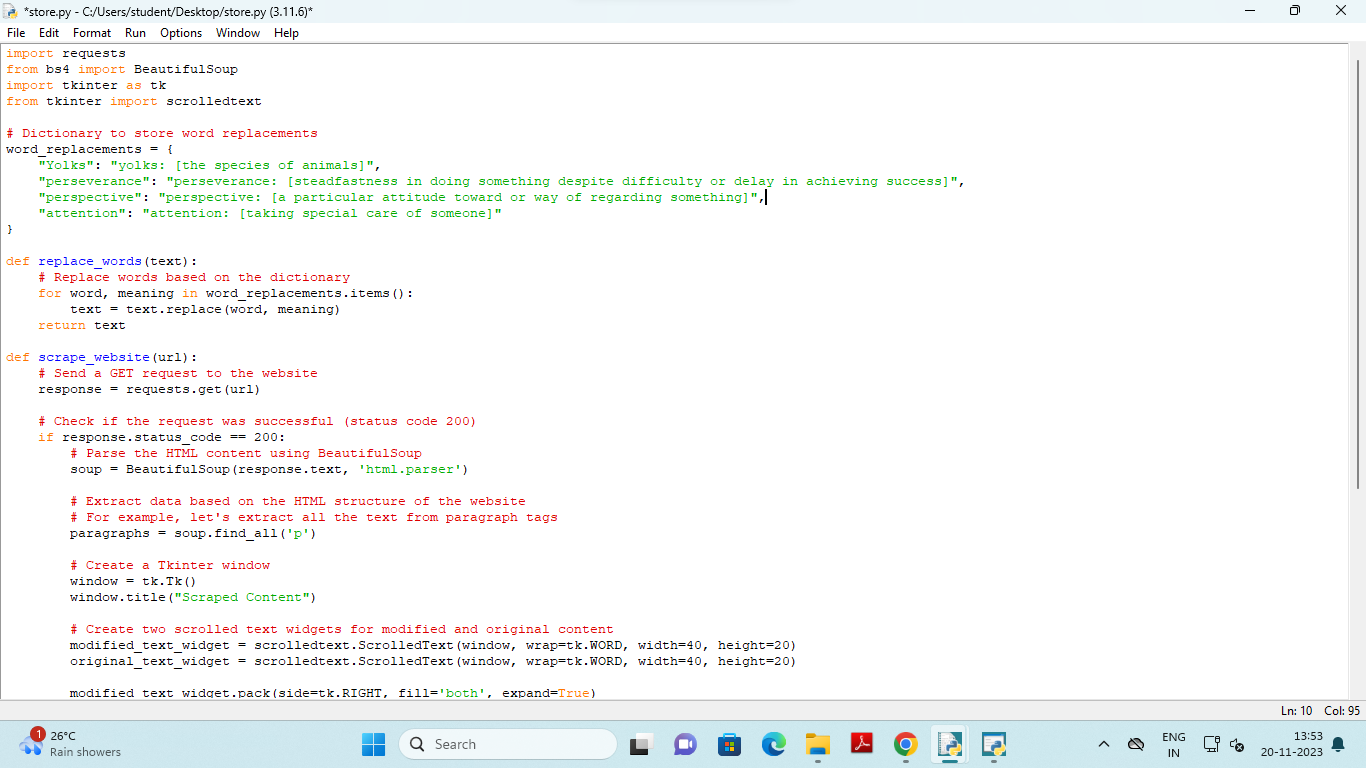 *store.py - C:/Users/student/Desktop/store.py (3.11.6)*
File Edit Format Run Options Window Help
import requests
from bs4 import BeautifulSoup
import tkinter as tk
from tkinter import scrolledtext
# Dictionary to store word replacements
word_replacements = {
    "Yolks": "yolks: [the species of animals]",
    "perseverance": "perseverance: [steadfastness in doing something despite difficulty or delay in achieving success]",
    "perspective": "perspective: [a particular attitude toward or way of regarding something]",
    "attention": "attention: [taking special care of someone]"
}
def replace_words(text):
    # Replace words based on the dictionary
    for word, meaning in word_replacements.items():
        text = text.replace(word, meaning)
    return text
def scrape_website(url):
    # Send a GET request to the website
    response = requests.get(url)
    # Check if the request was successful (status code 200)
    if response.status_code == 200:
        # Parse the HTML content using BeautifulSoup
        soup = BeautifulSoup(response.text, 'html.parser')
        # Extract data based on the HTML structure of the website
        # For example, let's extract all the text from paragraph tags
        paragraphs = soup.find_all('p')
        # Create a Tkinter window
        window = tk.Tk()
        window.title("Scraped Content")
        # Create two scrolled text widgets for modified and original content
        modified_text_widget = scrolledtext.ScrolledText(window, wrap=tk.WORD, width=40, height=20)
        original_text_widget = scrolledtext.ScrolledText(window, wrap=tk.WORD, width=40, height=20)
        modified_text_widget.pack(side=tk.RIGHT, fill='both', expand=True)
Ln: 10 Col: 95
1
26°C
Rain showers
Search
ENG
IN
13:53
20-11-2023